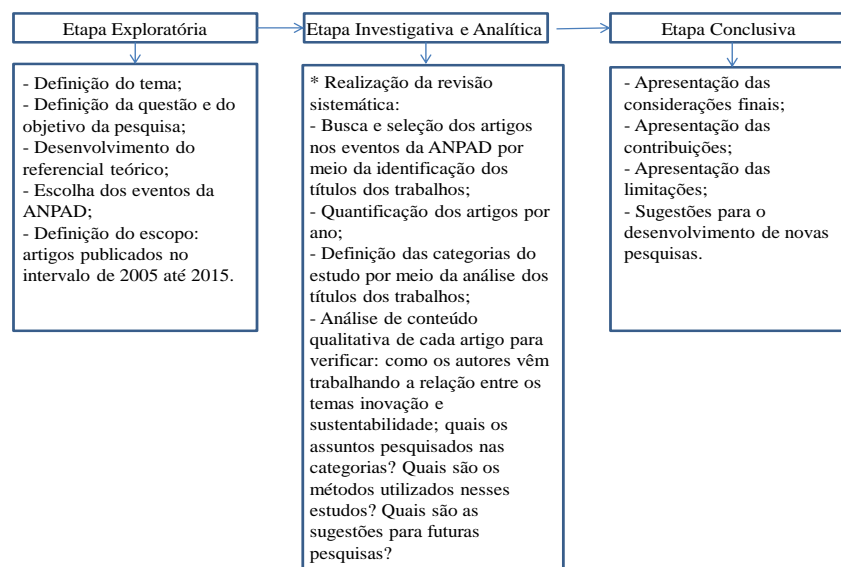 Etapa Exploratória
- Definição do tema;
- Definição da questão e do
objetivo da pesquisa;
- Desenvolvimento do
referencial teórico;
- Escolha dos eventos da
ANPAD;
- Definição do escopo:
artigos publicados no
intervalo de 2005 até 2015.
Etapa Investigativa e Analítica
* Realização da revisão
sistemática:
- Busca e seleção dos artigos
nos eventos da ANPAD por
meio da identificação dos
títulos dos trabalhos;
- Quantificação dos artigos por
ano;
- Definição das categorias do
estudo por meio da análise dos
títulos dos trabalhos;
- Análise de conteúdo
qualitativa de cada artigo para
verificar: como os autores vêm
trabalhando a relação entre os
temas inovação e
sustentabilidade; quais os
assuntos pesquisados nas
categorias? Quais são os
métodos utilizados nesses
estudos? Quais são as
sugestões para futuras
pesquisas?
Etapa Conclusiva
- Apresentação das
considerações finais;
- Apresentação das
contribuições;
- Apresentação das
limitações;
- Sugestões para o
desenvolvimento de novas
pesquisas.